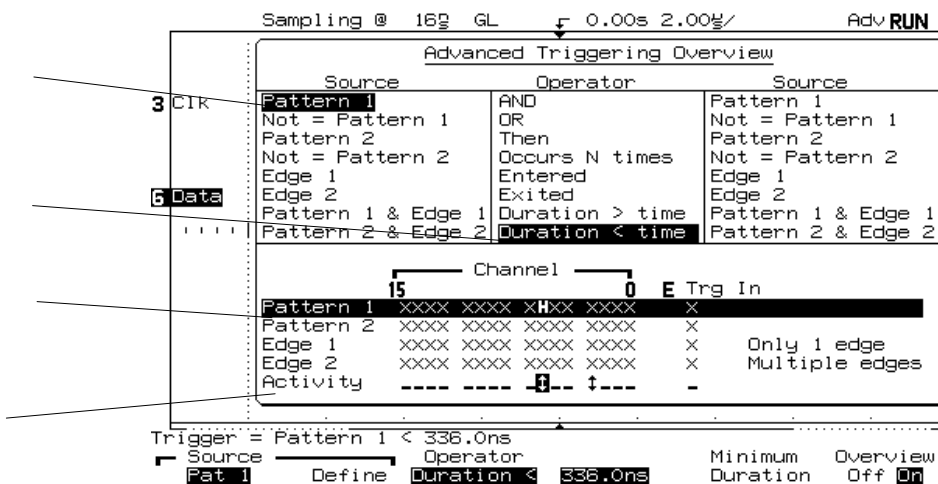 Sampling @ 16⅁ GL 0.00s 2.00㎲/ Adv RUN
Advanced Triggering Overview
Source Operator Source
3 Clk
Pattern 1 AND Pattern 1
Not = Pattern 1 OR Not = Pattern 1
Pattern 2 Then Pattern 2
Not = Pattern 2 Occurs N times Not = Pattern 2
Edge 1 Entered Edge 1
6 Data
Edge 2 Exited Edge 2
Pattern 1 & Edge 1 Duration > time Pattern 1 & Edge 1
Pattern 2 & Edge 2 Duration < time Pattern 2 & Edge 2
Channel
15 0 E Trg In
Pattern 1 XXXX XXXX XHXX XXXX X
Pattern 2 XXXX XXXX XXXX XXXX X
Edge 1 XXXX XXXX XXXX XXXX X Only 1 edge
Edge 2 XXXX XXXX XXXX XXXX X Multiple edges
Activity ---- ---- -↕-- ↕--- -
Trigger = Pattern 1 < 336.0ns
Source Operator Minimum Overview
Pat 1 Define Duration < 336.0ns Duration Off On